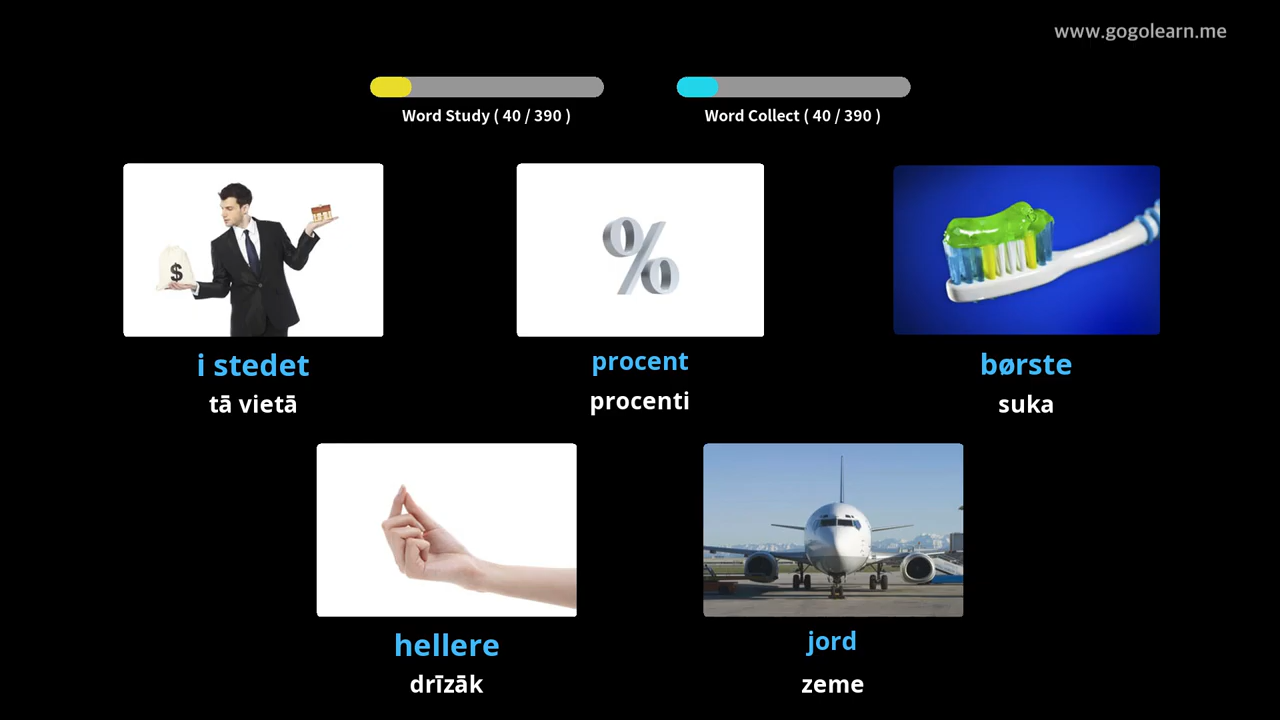 www.gogolearn.me
Word Study ( 40 / 390 )
Word Collect ( 40 / 390 )
$
%
i stedet
tā vietā
procent
procenti
børste
suka
hellere
drīzāk
jord
zeme